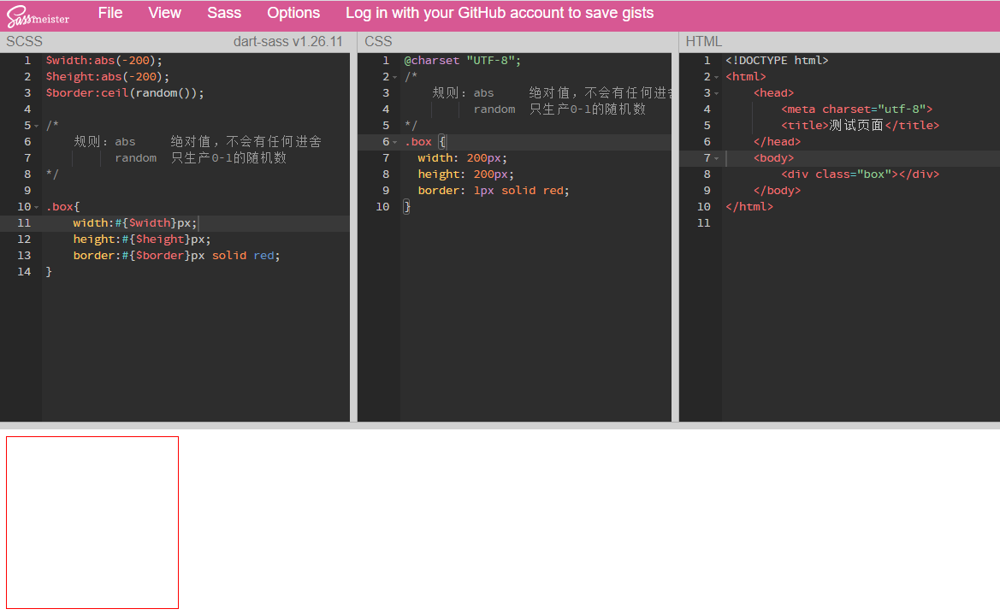 Sassmeister File View Sass Options Log in with your GitHub account to save gists
SCSS dart-sass v1.26.11
1 $width:abs(-200);
2 $height:abs(-200);
3 $border:ceil(random());
4
5 /*
6 规则：abs 绝对值，不会有任何进舍
7 random 只生产0-1的随机数
8 */
9
10 .box{
11 width:#{$width}px;
12 height:#{$height}px;
13 border:#{$border}px solid red;
14 }
CSS
1 @charset "UTF-8";
2 /*
3 规则：abs 绝对值，不会有任何进舍
4 random 只生产0-1的随机数
5 */
6 .box {
7 width: 200px;
8 height: 200px;
9 border: 1px solid red;
10 }
HTML
1 <!DOCTYPE html>
2 <html>
3 <head>
4 <meta charset="utf-8">
5 <title>测试页面</title>
6 </head>
7 <body>
8 <div class="box"></div>
9 </body>
10 </html>
11